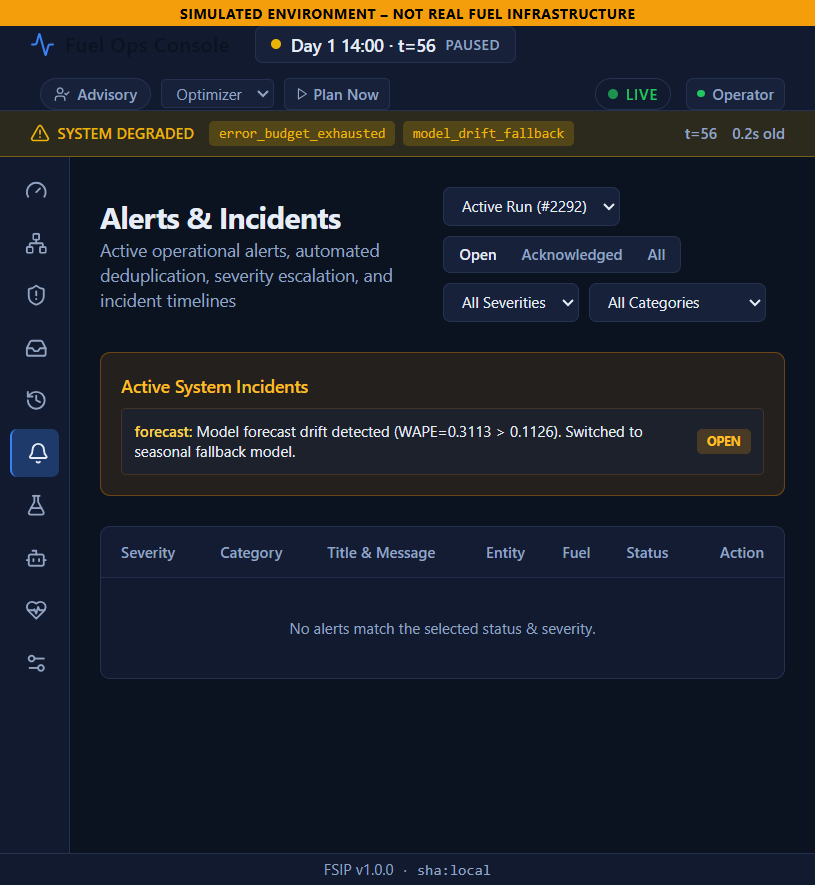 SIMULATED ENVIRONMENT – NOT REAL FUEL INFRASTRUCTURE
Fuel Ops Console
Day 1 14:00 · t=56 PAUSED
Advisory
Optimizer
Plan Now
LIVE
Operator
SYSTEM DEGRADED
error_budget_exhausted
model_drift_fallback
t=56
0.2s old
Alerts & Incidents
Active operational alerts, automated
deduplication, severity escalation, and
incident timelines
Active Run (#2292)
Open Acknowledged All
All Severities
All Categories
Active System Incidents
forecast: Model forecast drift detected (WAPE=0.3113 > 0.1126). Switched to
seasonal fallback model.
OPEN
Severity Category Title & Message Entity Fuel Status Action
No alerts match the selected status & severity.
FSIP v1.0.0 · sha:local